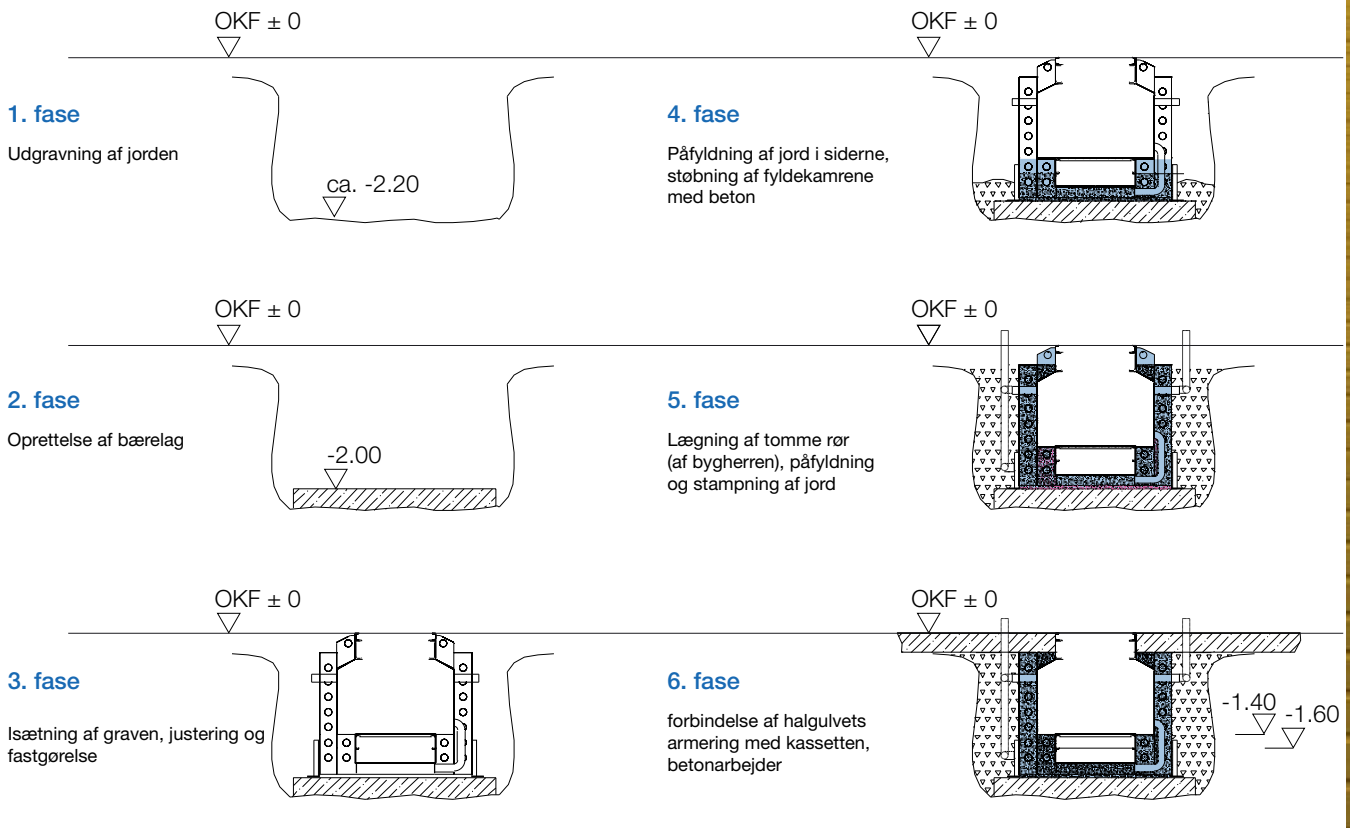 OKF ± 0
1. fase
Udgravning af jorden
ca. -2.20
OKF ± 0
2. fase
Oprettelse af bærelag
-2.00
OKF ± 0
3. fase
Isætning af graven, justering og
fastgørelse
OKF ± 0
4. fase
Påfyldning af jord i siderne,
støbning af fyldekamrene
med beton
OKF ± 0
5. fase
Lægning af tomme rør
(af bygherren), påfyldning
og stampning af jord
OKF ± 0
6. fase
forbindelse af halgulvets
armering med kassetten,
betonarbejder
-1.40
-1.60